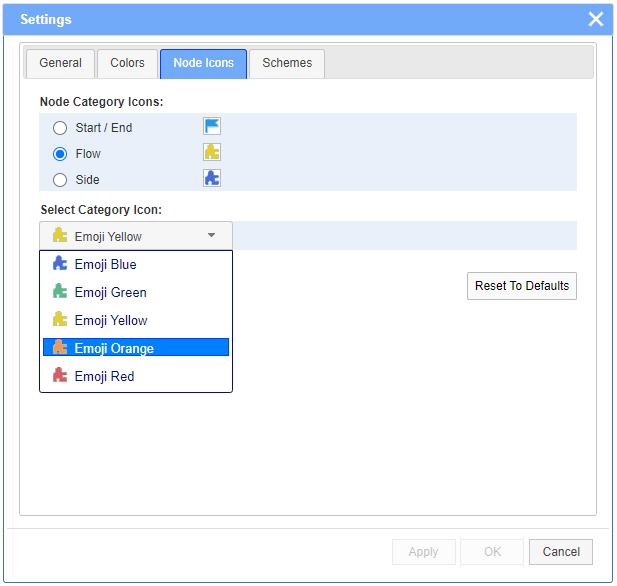 Settings
General Colors Node Icons Schemes
Node Category Icons:
Start / End
Flow
Side
Select Category Icon:
Emoji Yellow
Emoji Blue
Emoji Green
Emoji Yellow
Emoji Orange
Emoji Red
Reset To Defaults
Apply OK Cancel